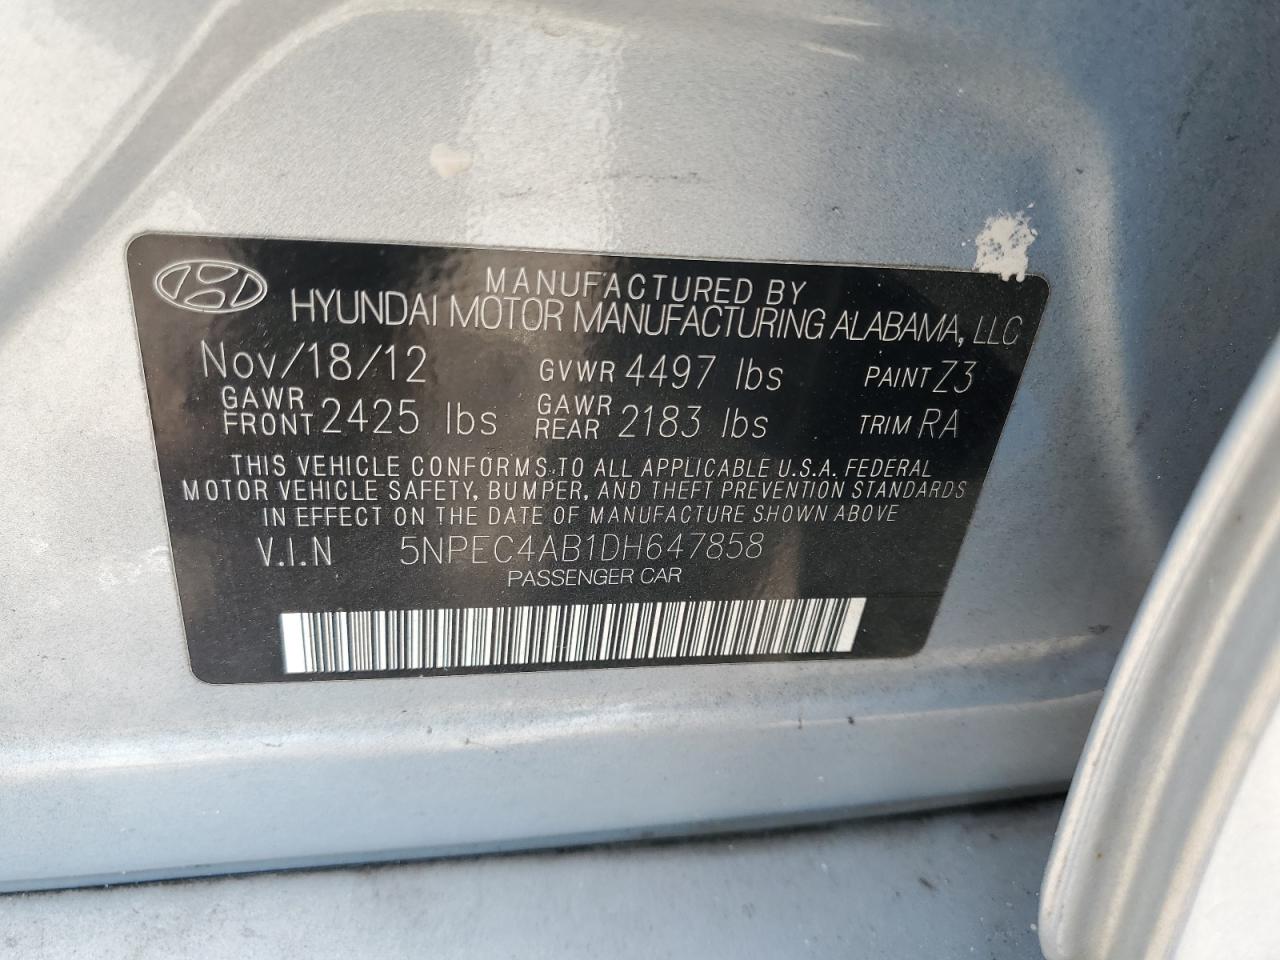 MANUFACTURED BY
HYUNDAI MOTOR MANUFACTURING ALABAMA, LLC
Nov/18/12 GVWR 4497 lbs PAINT Z3
GAWR FRONT 2425 lbs GAWR REAR 2183 lbs TRIM RA
THIS VEHICLE CONFORMS TO ALL APPLICABLE U.S.A. FEDERAL
MOTOR VEHICLE SAFETY, BUMPER, AND THEFT PREVENTION STANDARDS
IN EFFECT ON THE DATE OF MANUFACTURE SHOWN ABOVE
V.I.N 5NPEC4AB1DH647858
PASSENGER CAR